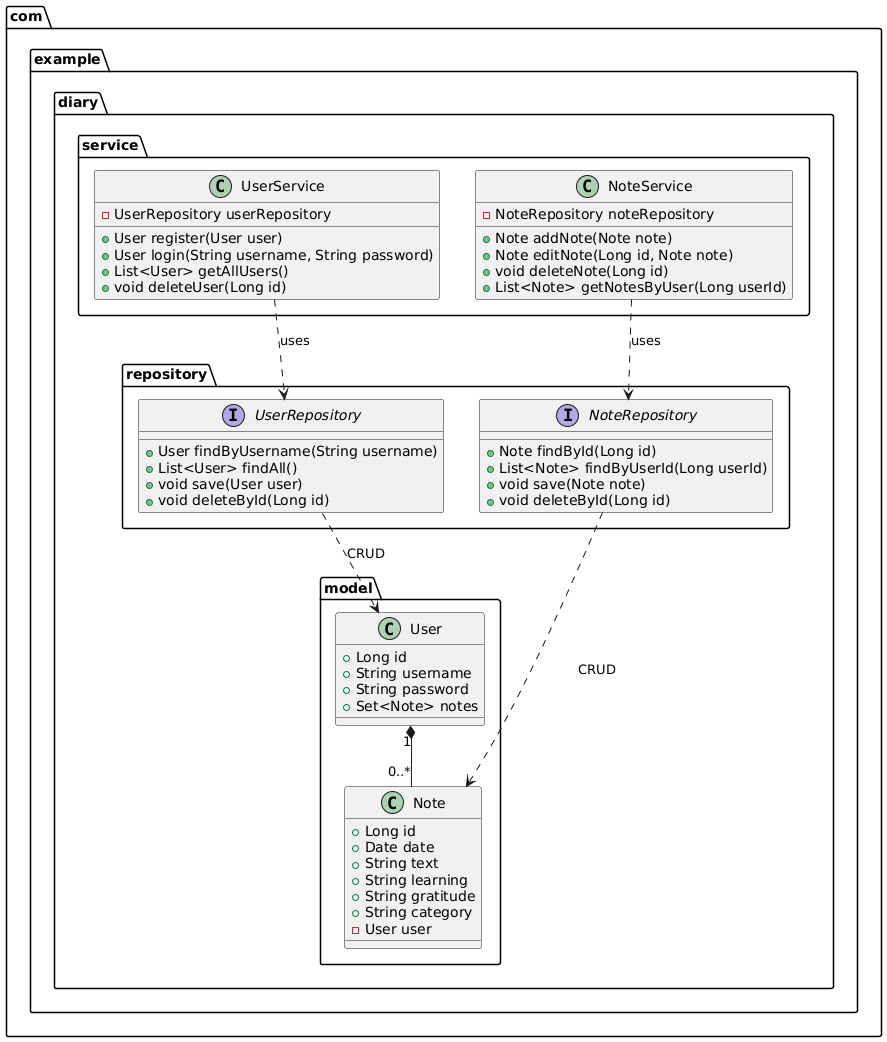 com
example
diary
service
C UserService
UserRepository userRepository
User register(User user)
User login(String username, String password)
List<User> getAllUsers()
void deleteUser(Long id)
C NoteService
NoteRepository noteRepository
Note addNote(Note note)
Note editNote(Long id, Note note)
void deleteNote(Long id)
List<Note> getNotesByUser(Long userId)
uses
uses
repository
I UserRepository
User findByUsername(String username)
List<User> findAll()
void save(User user)
void deleteById(Long id)
I NoteRepository
Note findById(Long id)
List<Note> findByUserId(Long userId)
void save(Note note)
void deleteById(Long id)
CRUD
CRUD
model
C User
Long id
String username
String password
Set<Note> notes
1
0..*
C Note
Long id
Date date
String text
String learning
String gratitude
String category
User user